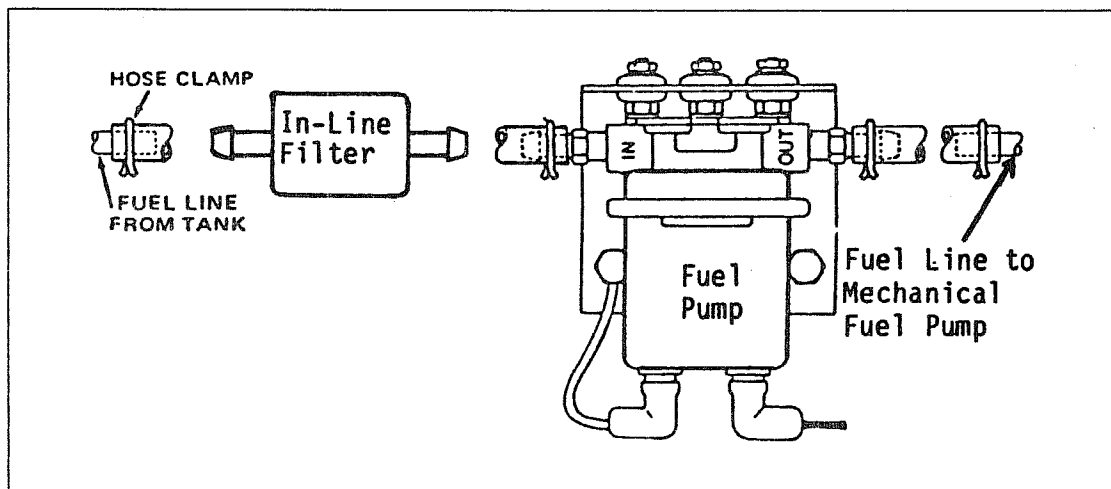 HOSE CLAMP
In-Line
Filter
FUEL LINE
FROM TANK
IN
OUT
Fuel
Pump
Fuel Line to
Mechanical
Fuel Pump